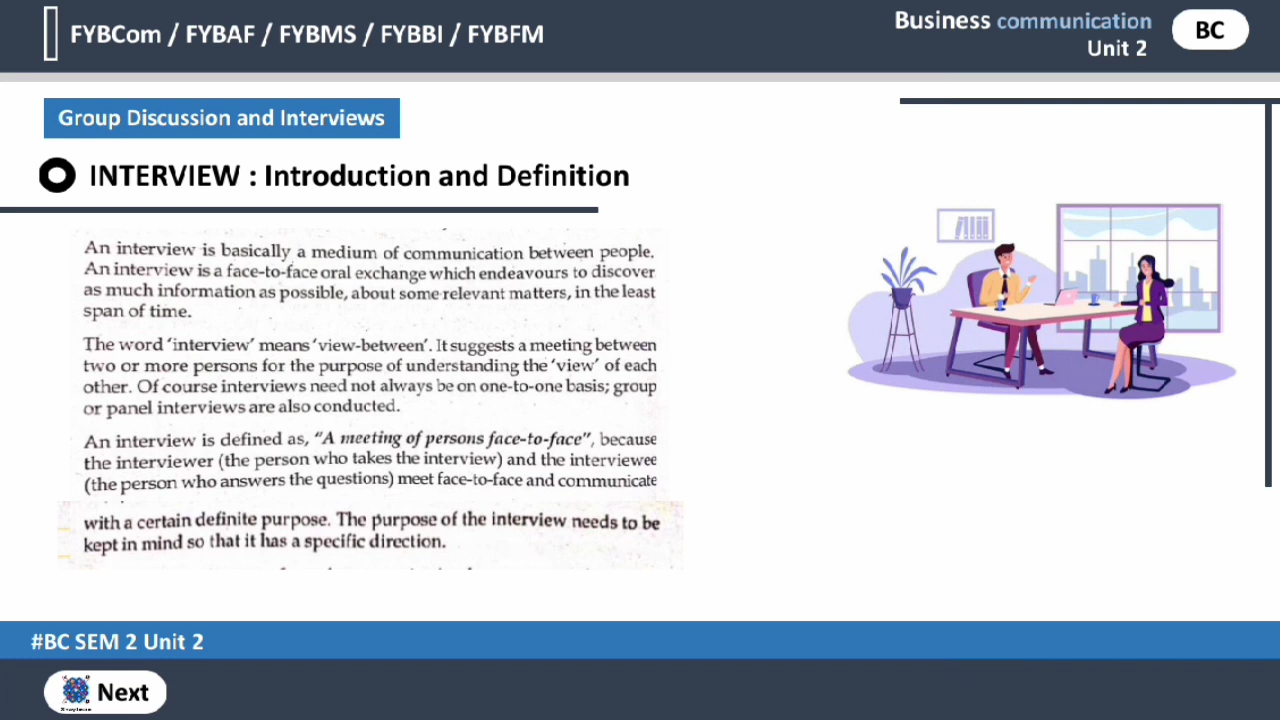 FYBCom / FYBAF / FYBMS / FYBBI / FYBFM
Business communication
Unit 2
BC
Group Discussion and Interviews
INTERVIEW : Introduction and Definition
An interview is basically a medium of communication between people.
An interview is a face-to-face oral exchange which endeavours to discover
as much information as possible, about some relevant matters, in the least
span of time.
The word 'interview' means 'view-between'. It suggests a meeting between
two or more persons for the purpose of understanding the 'view' of each
other. Of course interviews need not always be on one-to-one basis; group
or panel interviews are also conducted.
An interview is defined as, "A meeting of persons face-to-face", because
the interviewer (the person who takes the interview) and the interviewee
(the person who answers the questions) meet face-to-face and communicate
with a certain definite purpose. The purpose of the interview needs to be
kept in mind so that it has a specific direction.
#BC SEM 2 Unit 2
Next